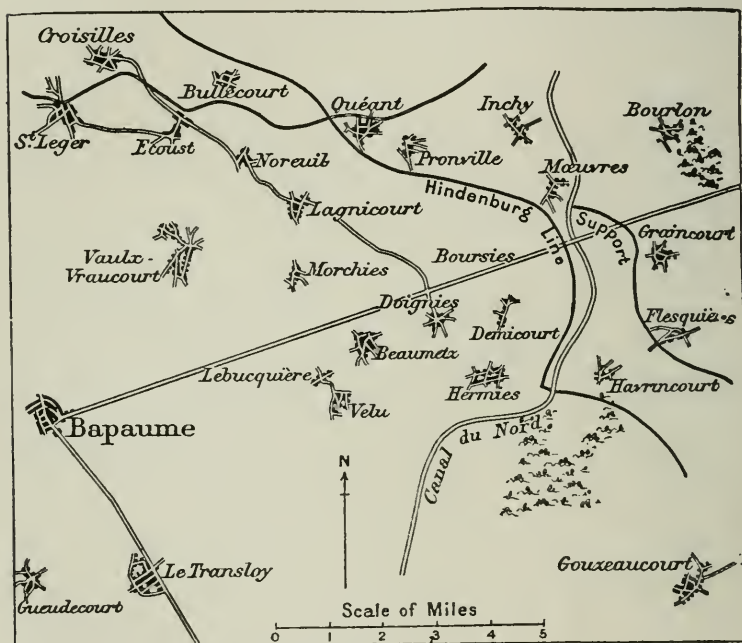 Croisilles
Bullecourt
Quéant
Inchy
Bourlon
St. Leger
Ecoust
Noreuil
Pronville
Mœuvres
Lagnicourt
Hindenburg
Line
Support
Graincourt
Vaulx-
Vraucourt
Morchies
Boursies
Doignies
Demicourt
Flesquières
Beaumetz
Lebucquière
Velu
Hermies
Havrincourt
Bapaume
Canal du Nord
N
Le Transloy
Gueudecourt
Gouzeaucourt
Scale of Miles
0 1 2 3 4 5